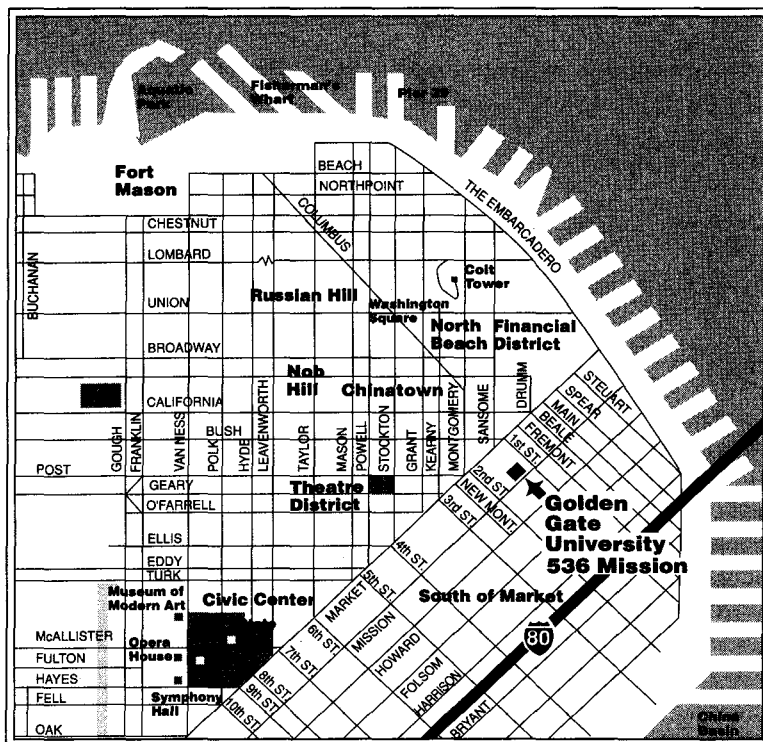 Aquatic
Park
Fisherman's
Wharf
Pier 39
Fort
Mason
BEACH
NORTHPOINT
COLUMBUS
THE EMBARCADERO
CHESTNUT
LOMBARD
BUCHANAN
Coit
Tower
Russian Hill
Washington
Square
UNION
North
Beach
Financial
District
BROADWAY
Nob
Hill
Chinatown
CALIFORNIA
DRUMM
STEUART
SPEAR
MAIN
BEALE
FREMONT
1st ST.
2nd ST.
NEW MONT.
3rd ST.
GOUGH
FRANKLIN
VAN NESS
POLK
BUSH
HYDE
LEAVENWORTH
TAYLOR
MASON
POWELL
STOCKTON
GRANT
KEARNY
MONTGOMERY
SANSOME
POST
GEARY
O'FARRELL
Theatre
District
Golden
Gate
University
536 Mission
ELLIS
EDDY
TURK
4th ST.
5th ST.
6th ST.
7th ST.
8th ST.
9th ST.
10th ST.
MARKET
MISSION
HOWARD
FOLSOM
HARRISON
BRYANT
South of Market
80
Museum of
Modern Art
Civic Center
McALLISTER
Opera
House
FULTON
HAYES
Symphony
Hall
FELL
OAK
China
Basin